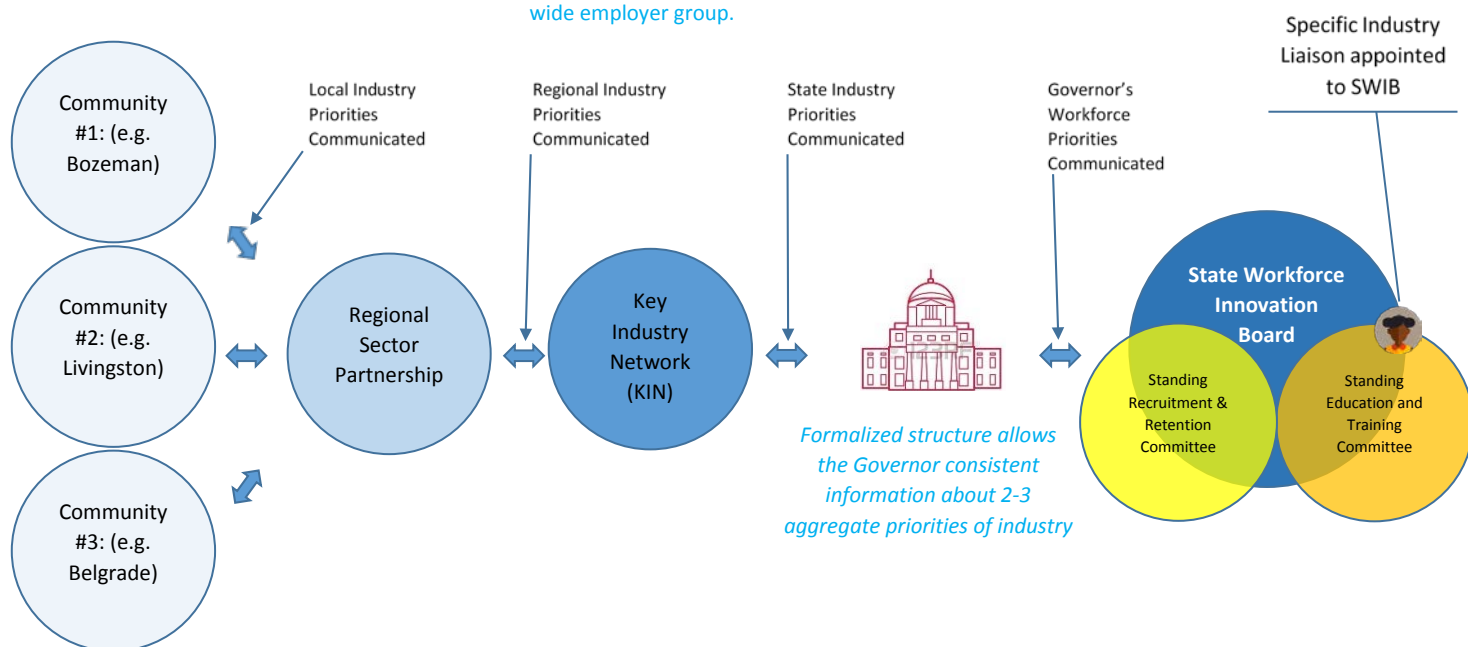 wide employer group.
Specific Industry
Liaison appointed
to SWIB
Local Industry
Priorities
Communicated
Regional Industry
Priorities
Communicated
State Industry
Priorities
Communicated
Governor's
Workforce
Priorities
Communicated
Community
#1: (e.g.
Bozeman)
Community
#2: (e.g.
Livingston)
Community
#3: (e.g.
Belgrade)
Regional
Sector
Partnership
Key
Industry
Network
(KIN)
Formalized structure allows
the Governor consistent
information about 2-3
aggregate priorities of industry
State Workforce
Innovation
Board
Standing
Recruitment &
Retention
Committee
Standing
Education and
Training
Committee